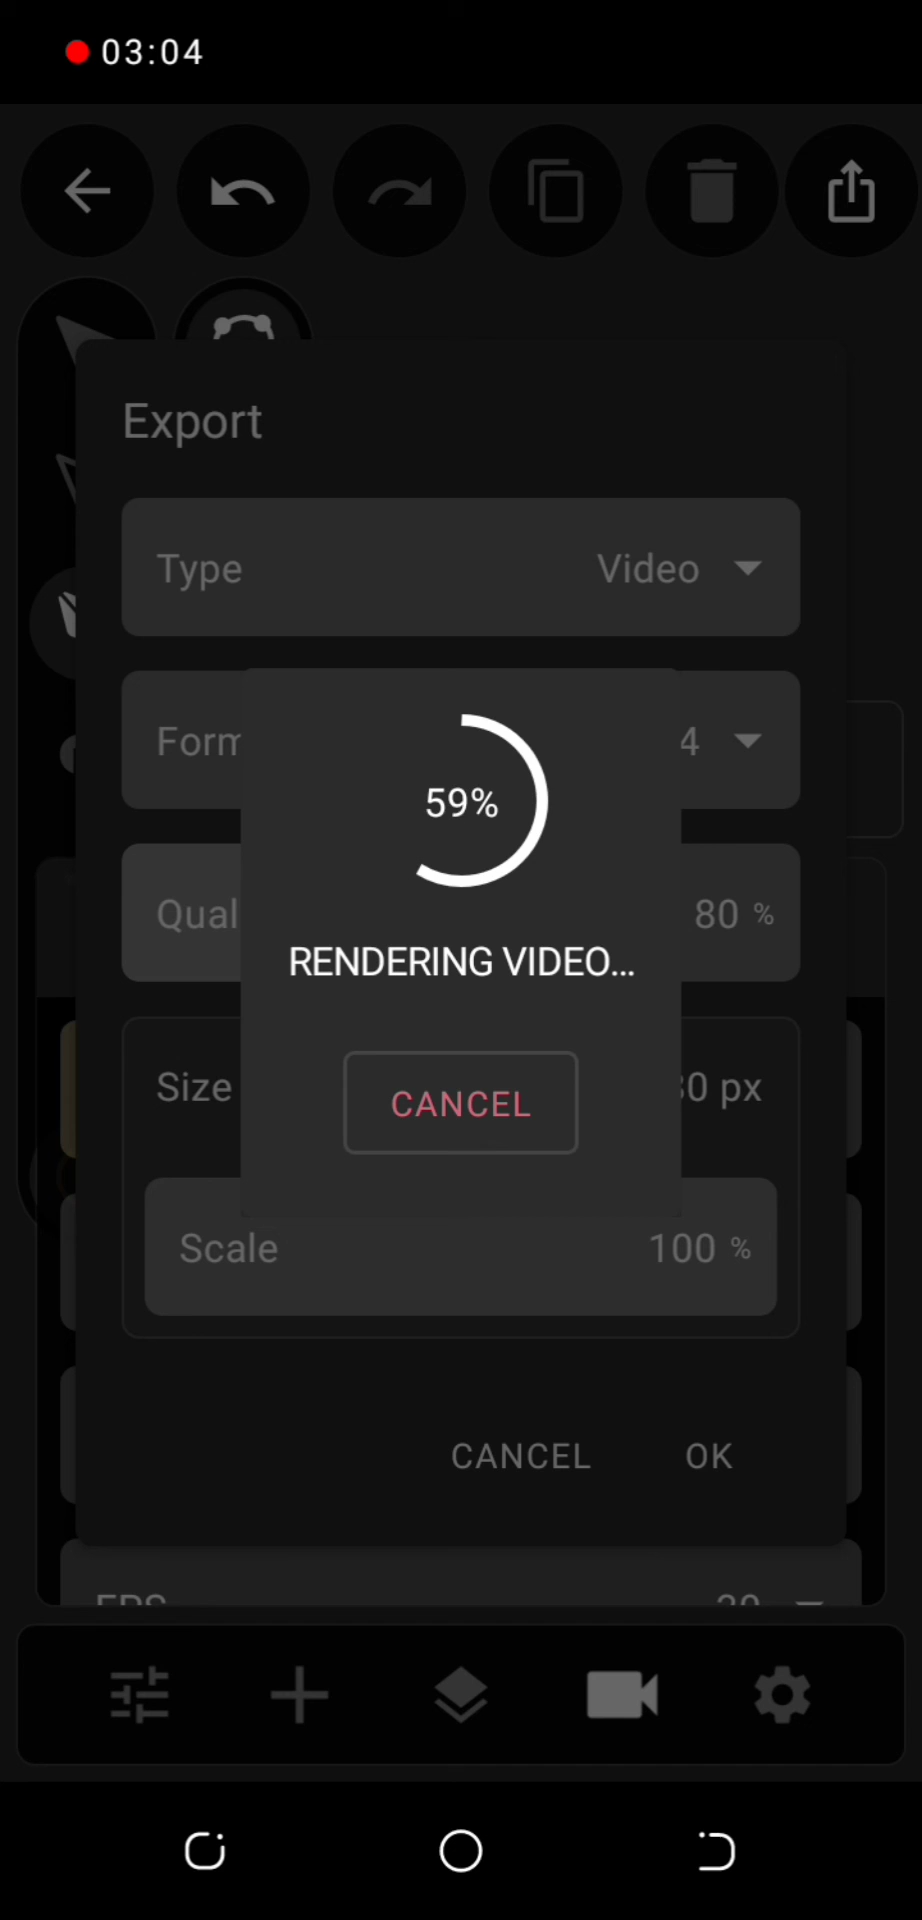 03:04
Export
Type Video
Form 4
59%
Qual 80 %
RENDERING VIDEO...
Size 0 px
CANCEL
Scale 100 %
CANCEL OK